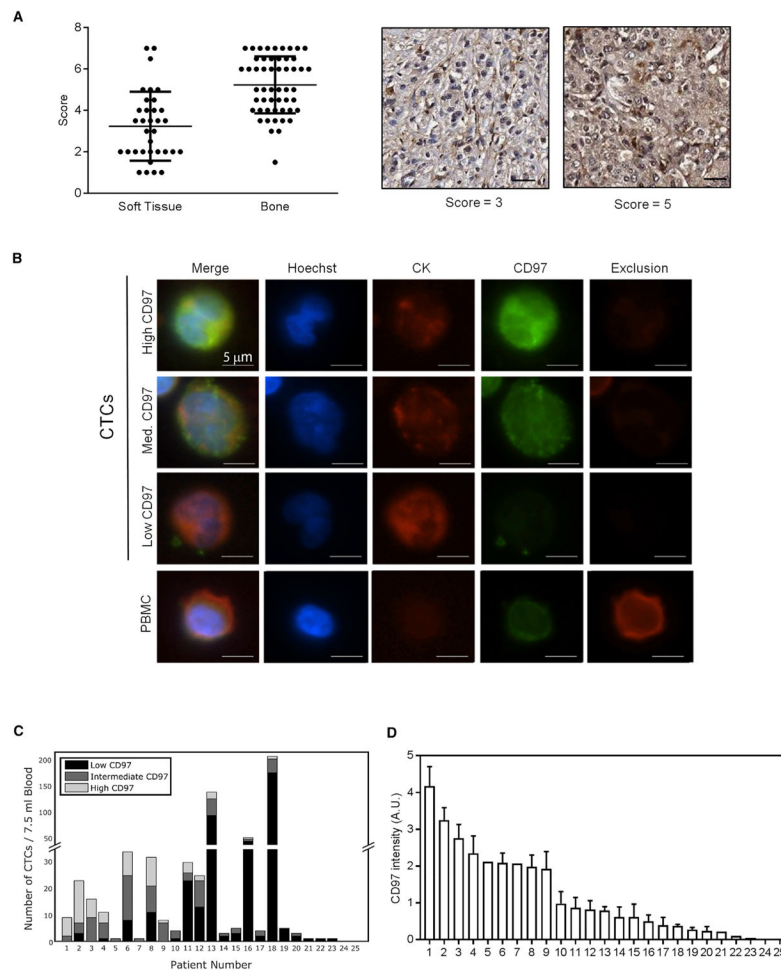 A
8
6
4
2
0
Score
Soft Tissue
Bone
Score = 3
Score = 5
B
Merge
Hoechst
CK
CD97
Exclusion
CTCs
High CD97
5 μm
Med. CD97
Low CD97
PBMC
C
Low CD97
Intermediate CD97
High CD97
200
150
100
50
30
20
10
0
Number of CTCs / 7.5 ml Blood
1 2 3 4 5 6 7 8 9 10 11 12 13 14 15 16 17 18 19 20 21 22 23 24 25
Patient Number
D
5
4
3
2
1
0
CD97 intensity (A.U.)
1 2 3 4 5 6 7 8 9 10 11 12 13 14 15 16 17 18 19 20 21 22 23 24 25